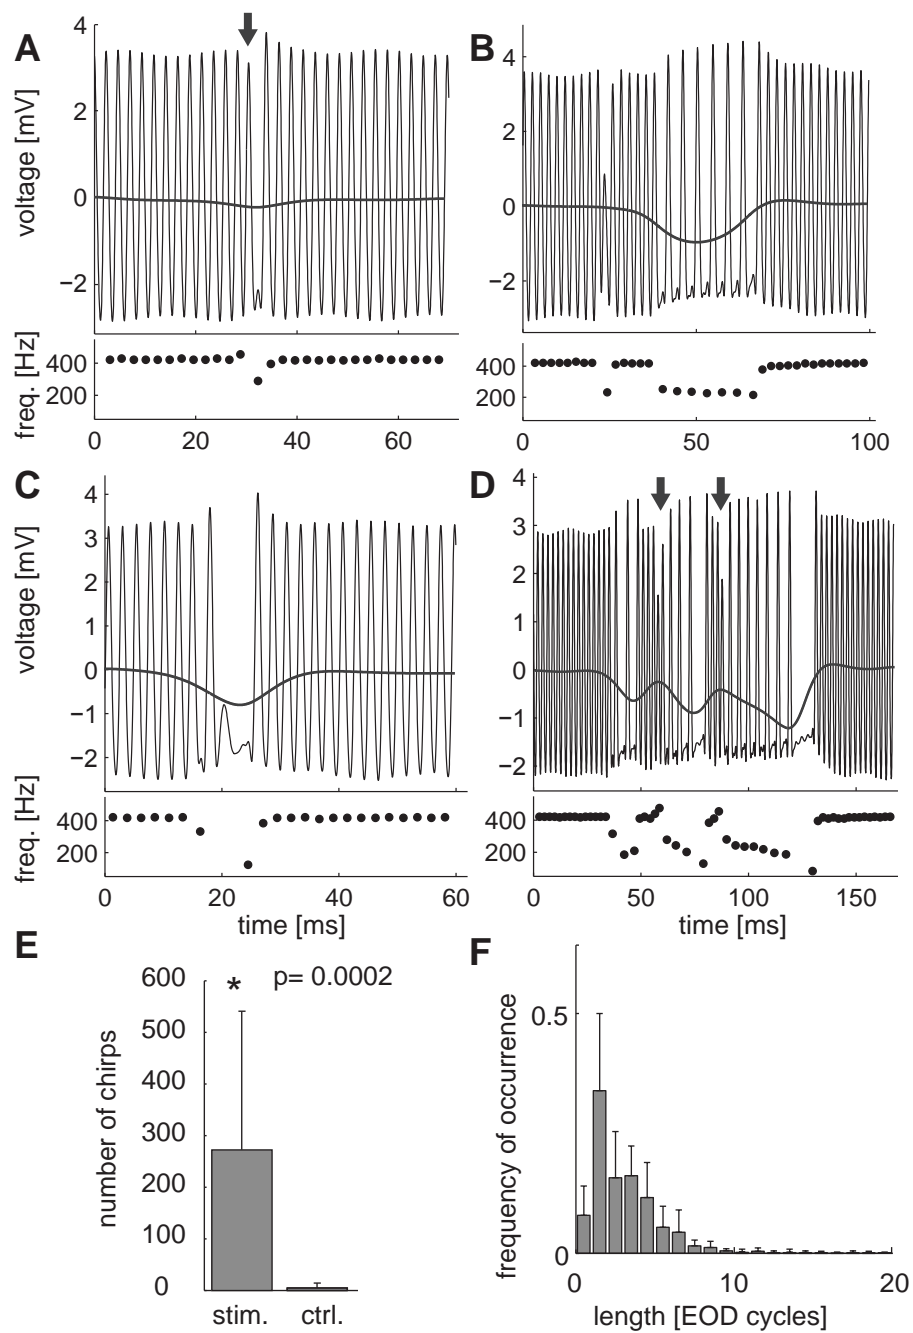 A
voltage [mV]
4
2
0
−2
freq. [Hz]
400
200
0 20 40 60
B
4
2
0
−2
400
200
0 50 100
C
voltage [mV]
4
3
2
1
0
−1
−2
freq. [Hz]
400
200
0 20 40 60
time [ms]
D
4
3
2
1
0
−1
−2
400
200
0 50 100 150
time [ms]
E
number of chirps
600
500
400
300
200
100
0
* p= 0.0002
stim. ctrl.
F
frequency of occurrence
0.5
0
0 10 20
length [EOD cycles]